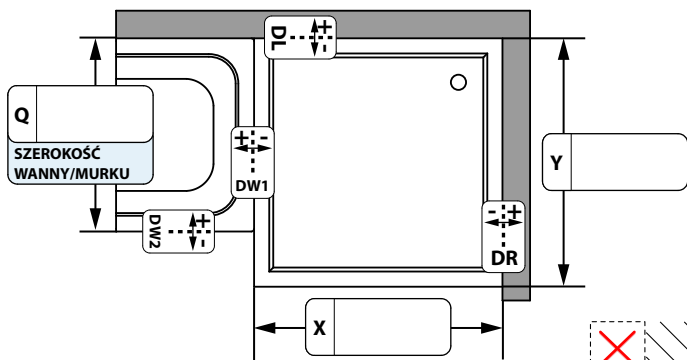 DL
+
-
Q
SZEROKOŚĆ
WANNY/MURKU
+ -
DW1
Y
DW2
+
-
- +
DR
X